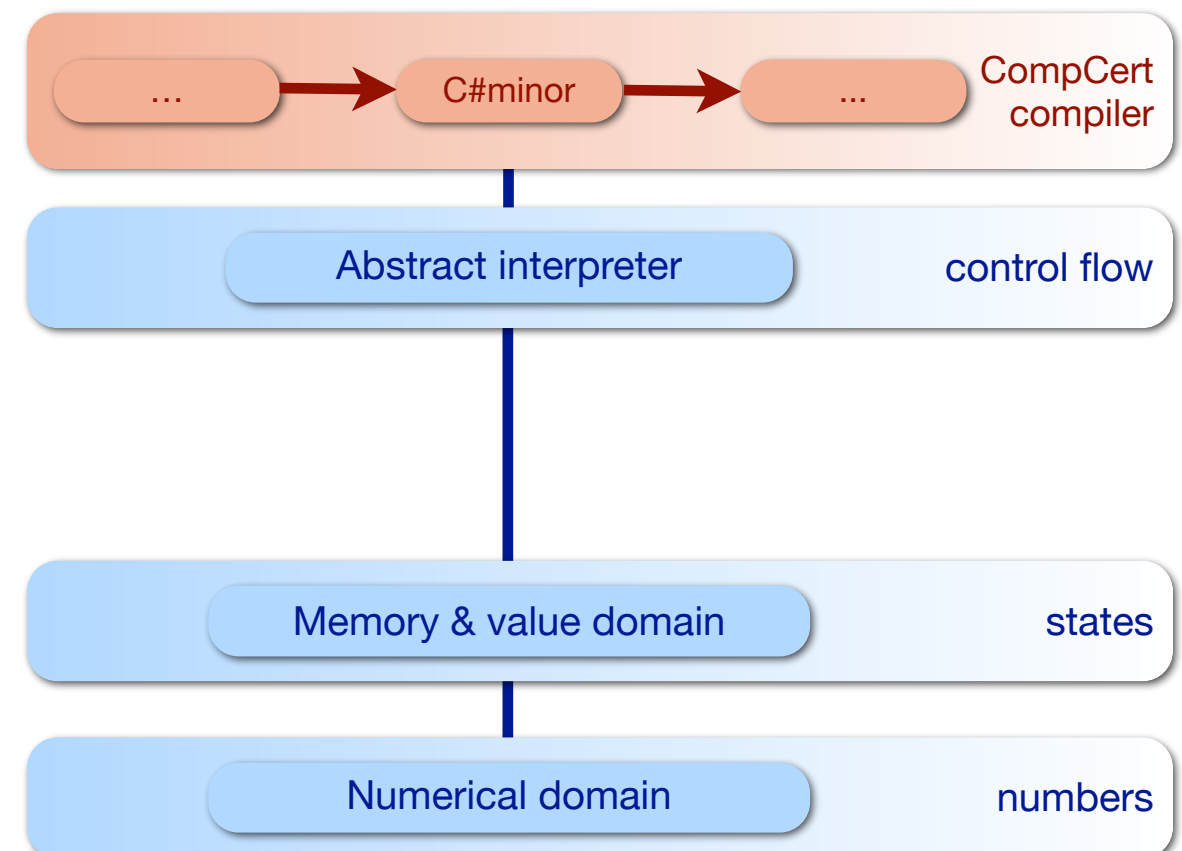 …
C#minor
...
CompCert
compiler
Abstract interpreter
control flow
Memory & value domain
states
Numerical domain
numbers